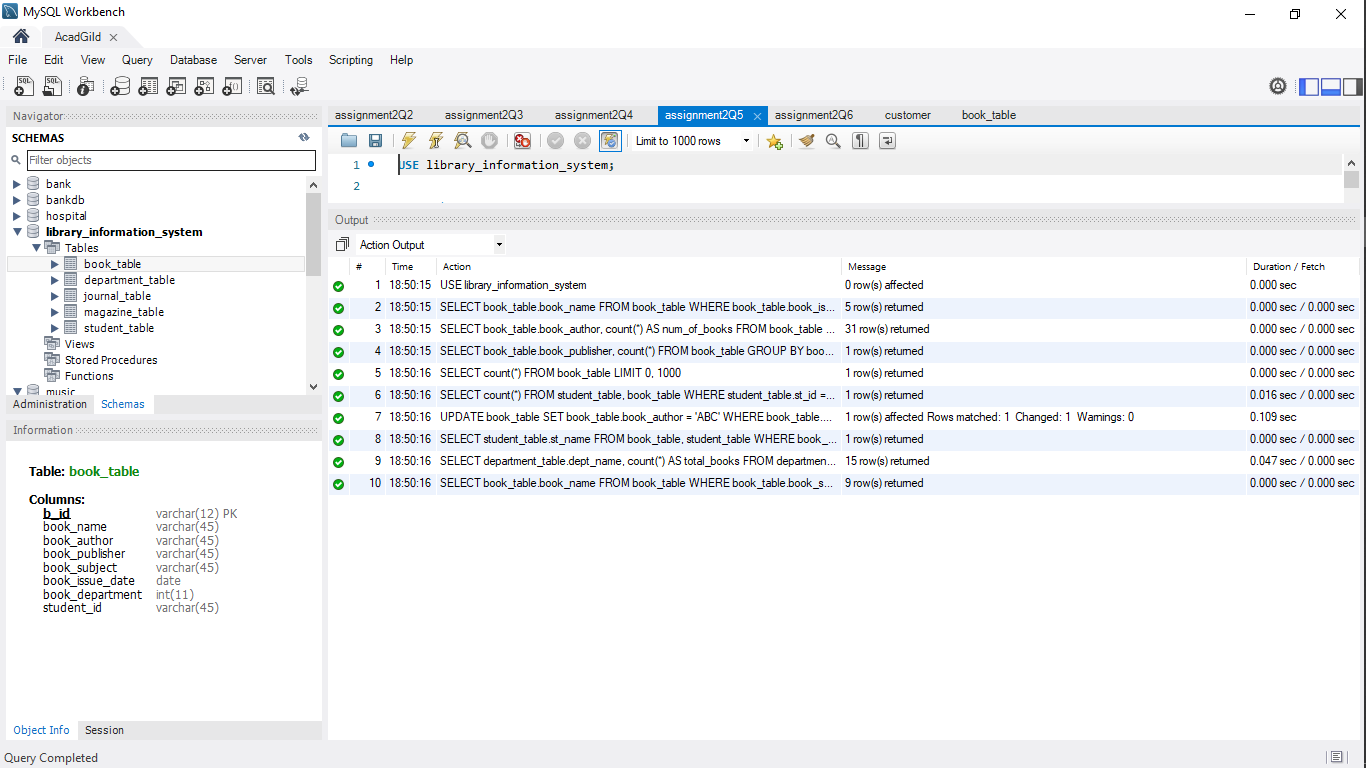 MySQL Workbench
AcadGild
File Edit View Query Database Server Tools Scripting Help
Navigator
SCHEMAS
Filter objects
bank
bankdb
hospital
library_information_system
Tables
book_table
department_table
journal_table
magazine_table
student_table
Views
Stored Procedures
Functions
music
Administration Schemas
Information
Table: book_table
Columns:
b_id varchar(12) PK
book_name varchar(45)
book_author varchar(45)
book_publisher varchar(45)
book_subject varchar(45)
book_issue_date date
book_department int(11)
student_id varchar(45)
Object Info Session
Query Completed
assignment2Q2 assignment2Q3 assignment2Q4 assignment2Q5 assignment2Q6 customer book_table
Limit to 1000 rows
1 USE library_information_system;
2
Output
Action Output
# Time Action Message Duration / Fetch
1 18:50:15 USE library_information_system 0 row(s) affected 0.000 sec
2 18:50:15 SELECT book_table.book_name FROM book_table WHERE book_table.book_is... 5 row(s) returned 0.000 sec / 0.000 sec
3 18:50:15 SELECT book_table.book_author, count(*) AS num_of_books FROM book_table ... 31 row(s) returned 0.000 sec / 0.000 sec
4 18:50:15 SELECT book_table.book_publisher, count(*) FROM book_table GROUP BY boo... 1 row(s) returned 0.000 sec / 0.000 sec
5 18:50:16 SELECT count(*) FROM book_table LIMIT 0, 1000 1 row(s) returned 0.000 sec / 0.000 sec
6 18:50:16 SELECT count(*) FROM student_table, book_table WHERE student_table.st_id =... 1 row(s) returned 0.016 sec / 0.000 sec
7 18:50:16 UPDATE book_table SET book_table.book_author = 'ABC' WHERE book_table.... 1 row(s) affected Rows matched: 1 Changed: 1 Warnings: 0 0.109 sec
8 18:50:16 SELECT student_table.st_name FROM book_table, student_table WHERE book_... 1 row(s) returned 0.000 sec / 0.000 sec
9 18:50:16 SELECT department_table.dept_name, count(*) AS total_books FROM departmen... 15 row(s) returned 0.047 sec / 0.000 sec
10 18:50:16 SELECT book_table.book_name FROM book_table WHERE book_table.book_s... 9 row(s) returned 0.000 sec / 0.000 sec